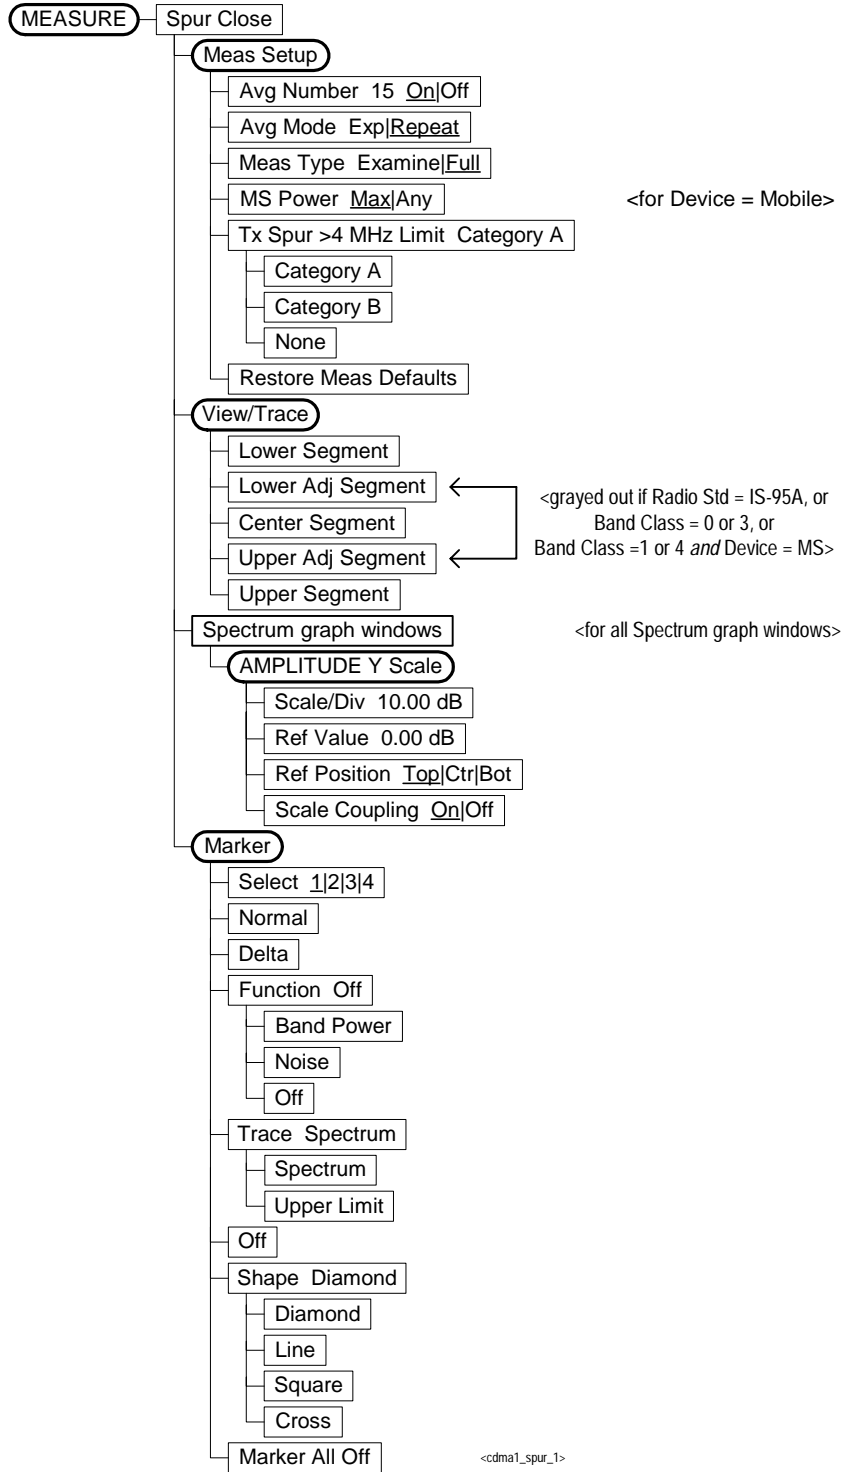 MEASURE Spur Close
Meas Setup
Avg Number 15 On|Off
Avg Mode Exp|Repeat
Meas Type Examine|Full
MS Power Max|Any <for Device = Mobile>
Tx Spur >4 MHz Limit Category A
Category A
Category B
None
Restore Meas Defaults
View/Trace
Lower Segment
Lower Adj Segment
Center Segment
Upper Adj Segment
Upper Segment
<grayed out if Radio Std = IS-95A, or
Band Class = 0 or 3, or
Band Class =1 or 4 and Device = MS>
Spectrum graph windows <for all Spectrum graph windows>
AMPLITUDE Y Scale
Scale/Div 10.00 dB
Ref Value 0.00 dB
Ref Position Top|Ctr|Bot
Scale Coupling On|Off
Marker
Select 1|2|3|4
Normal
Delta
Function Off
Band Power
Noise
Off
Trace Spectrum
Spectrum
Upper Limit
Off
Shape Diamond
Diamond
Line
Square
Cross
Marker All Off <cdma1_spur_1>